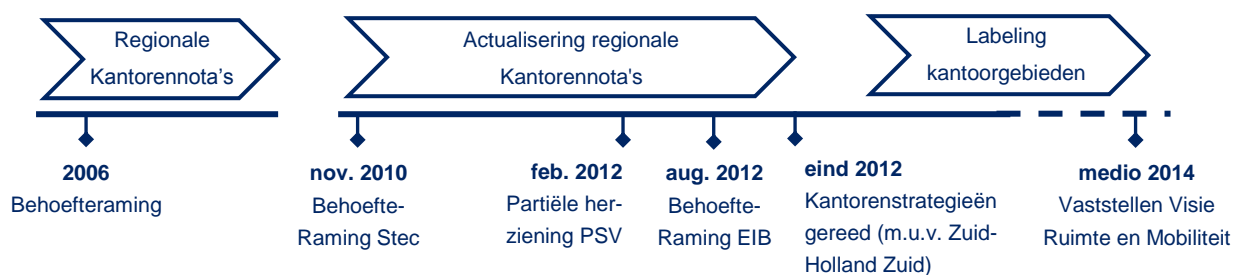 Regionale
Kantorennota's
Actualisering regionale
Kantorennota's
Labeling
kantoorgebieden
2006
Behoefteraming
nov. 2010
Behoefte-
Raming Stec
feb. 2012
Partiële her-
ziening PSV
aug. 2012
Behoefte-
Raming EIB
eind 2012
Kantorenstrategieën
gereed (m.u.v. Zuid-
Holland Zuid)
medio 2014
Vaststellen Visie
Ruimte en Mobiliteit